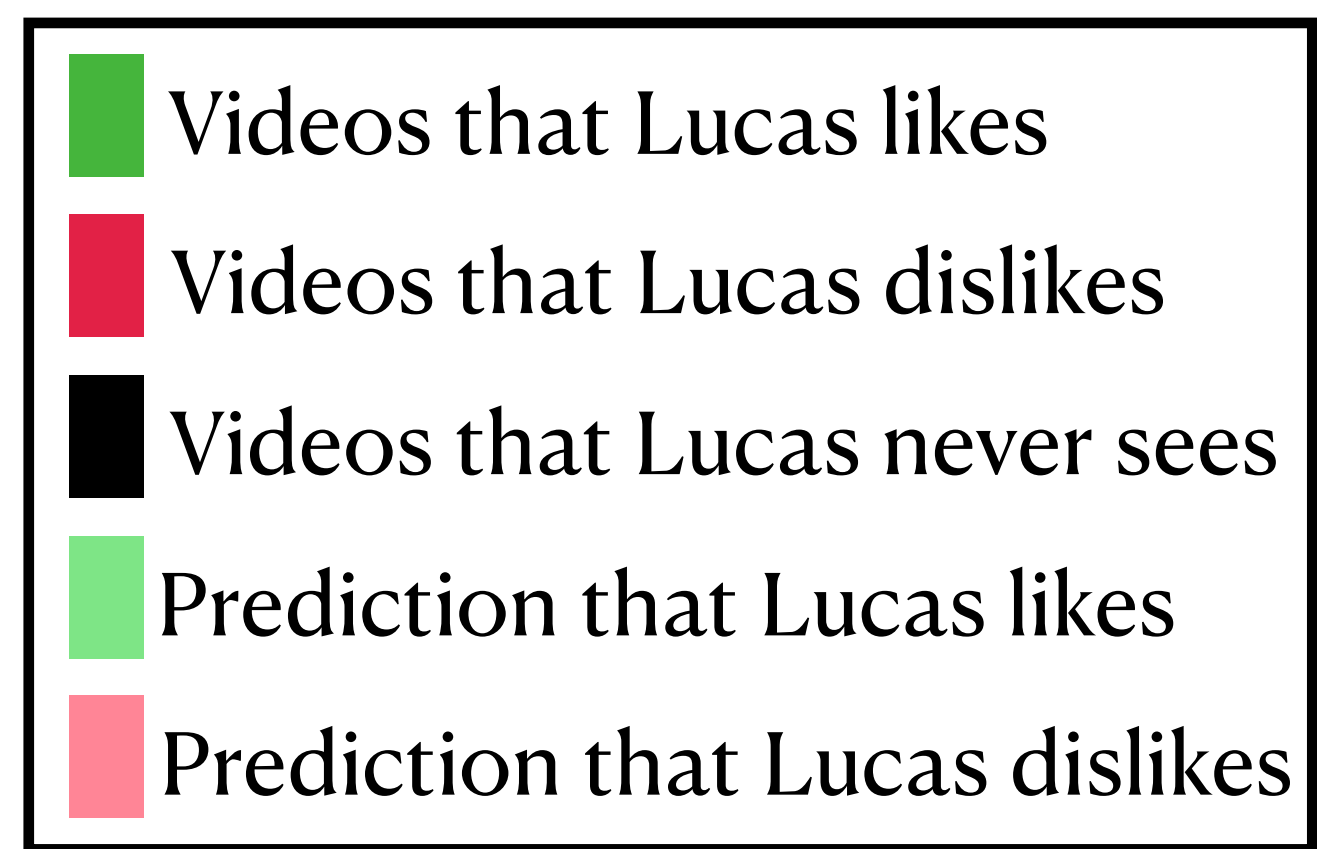 Videos that Lucas likes
Videos that Lucas dislikes
Videos that Lucas never sees
Prediction that Lucas likes
Prediction that Lucas dislikes